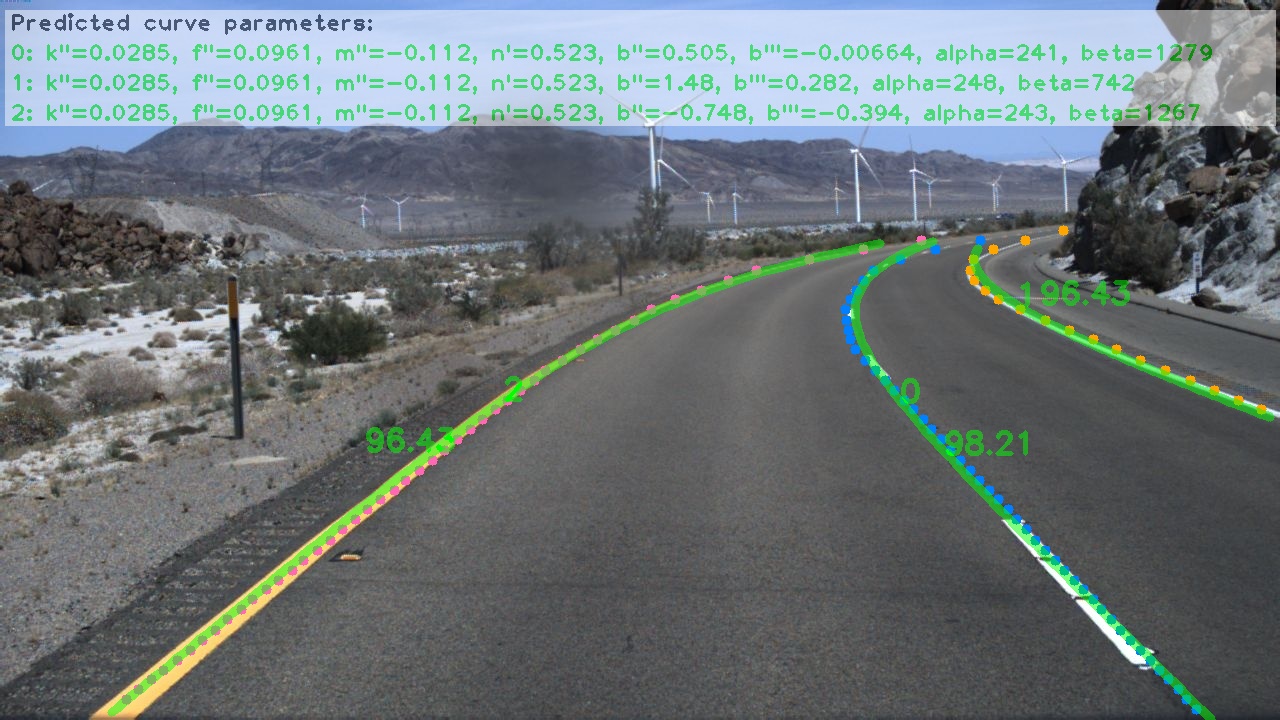 Predicted curve parameters:
0: k''=0.0285, f''=0.0961, m''=−0.112, n'=0.523, b''=0.505, b'''=−0.00664, alpha=241, beta=1279
1: k''=0.0285, f''=0.0961, m''=−0.112, n'=0.523, b''=1.48, b'''=0.282, alpha=248, beta=742
2: k''=0.0285, f''=0.0961, m''=−0.112, n'=0.523, b''=−0.748, b'''=−0.394, alpha=243, beta=1267
196.43
2
0
96.43
98.21